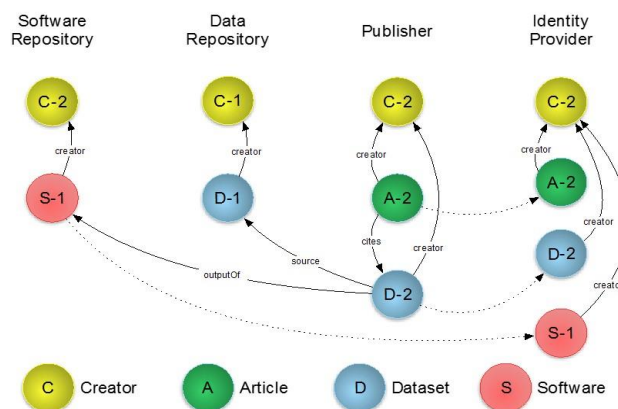 Software
Repository
Data
Repository
Publisher
Identity
Provider
C-2
C-1
C-2
C-2
creator
creator
creator
creator
S-1
D-1
A-2
A-2
cites
creator
creator
source
outputOf
D-2
D-2
creato
S-1
C Creator
A Article
D Dataset
S Software